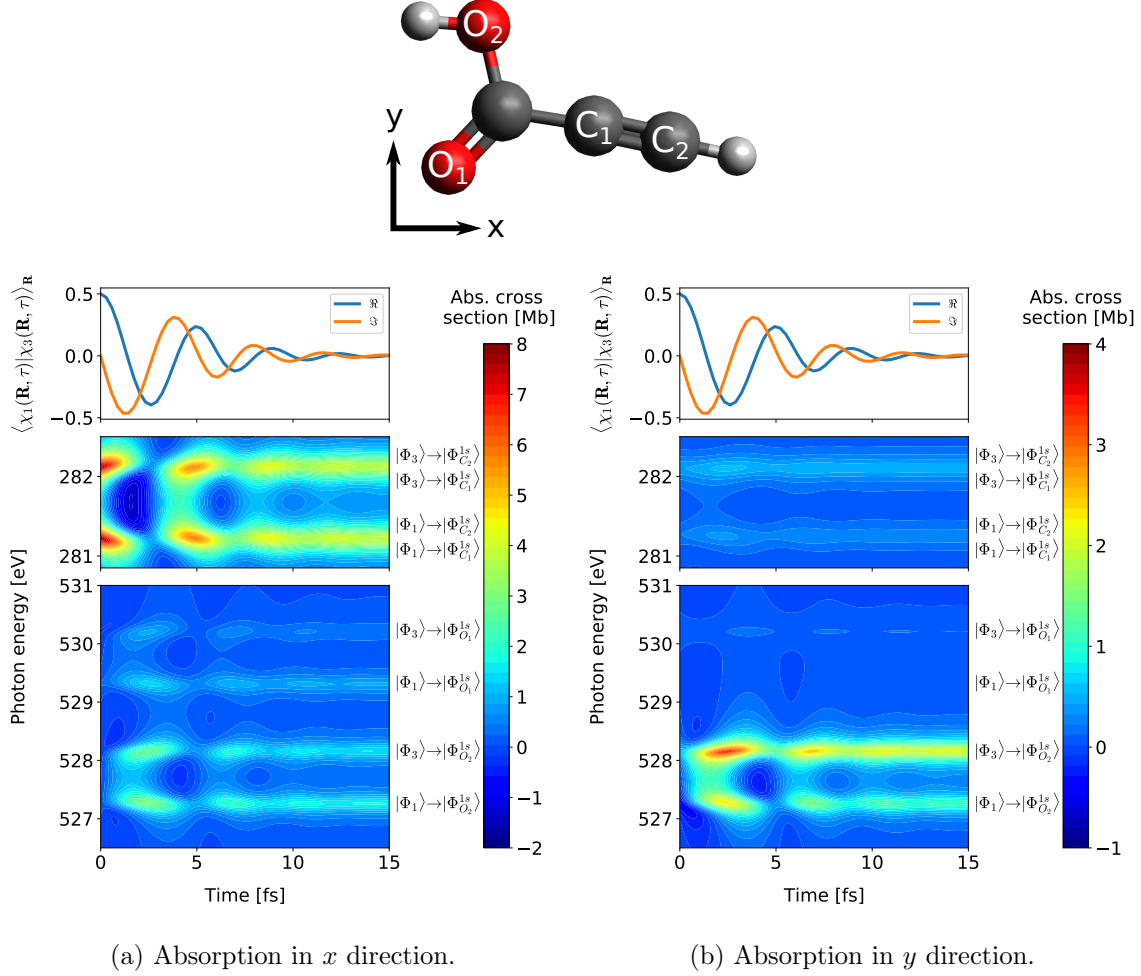 O₂
y
C₁
C₂
O₁
x
⟨χ₁(𝐑, τ)|χ₃(𝐑, τ)⟩_𝐑
0.5
0.0
−0.5
ℜ
ℑ
Abs. cross
section [Mb]
8
7
6
5
4
3
2
1
0
−1
−2
282
281
|Φ₃⟩→|Φ^{1s}_{C₂}⟩
|Φ₃⟩→|Φ^{1s}_{C₁}⟩
|Φ₁⟩→|Φ^{1s}_{C₂}⟩
|Φ₁⟩→|Φ^{1s}_{C₁}⟩
Photon energy [eV]
531
530
529
528
527
|Φ₃⟩→|Φ^{1s}_{O₁}⟩
|Φ₁⟩→|Φ^{1s}_{O₁}⟩
|Φ₃⟩→|Φ^{1s}_{O₂}⟩
|Φ₁⟩→|Φ^{1s}_{O₂}⟩
0 5 10 15
Time [fs]
(a) Absorption in x direction.
⟨χ₁(𝐑, τ)|χ₃(𝐑, τ)⟩_𝐑
0.5
0.0
−0.5
ℜ
ℑ
Abs. cross
section [Mb]
4
3
2
1
0
−1
282
281
|Φ₃⟩→|Φ^{1s}_{C₂}⟩
|Φ₃⟩→|Φ^{1s}_{C₁}⟩
|Φ₁⟩→|Φ^{1s}_{C₂}⟩
|Φ₁⟩→|Φ^{1s}_{C₁}⟩
Photon energy [eV]
531
530
529
528
527
|Φ₃⟩→|Φ^{1s}_{O₁}⟩
|Φ₁⟩→|Φ^{1s}_{O₁}⟩
|Φ₃⟩→|Φ^{1s}_{O₂}⟩
|Φ₁⟩→|Φ^{1s}_{O₂}⟩
0 5 10 15
Time [fs]
(b) Absorption in y direction.